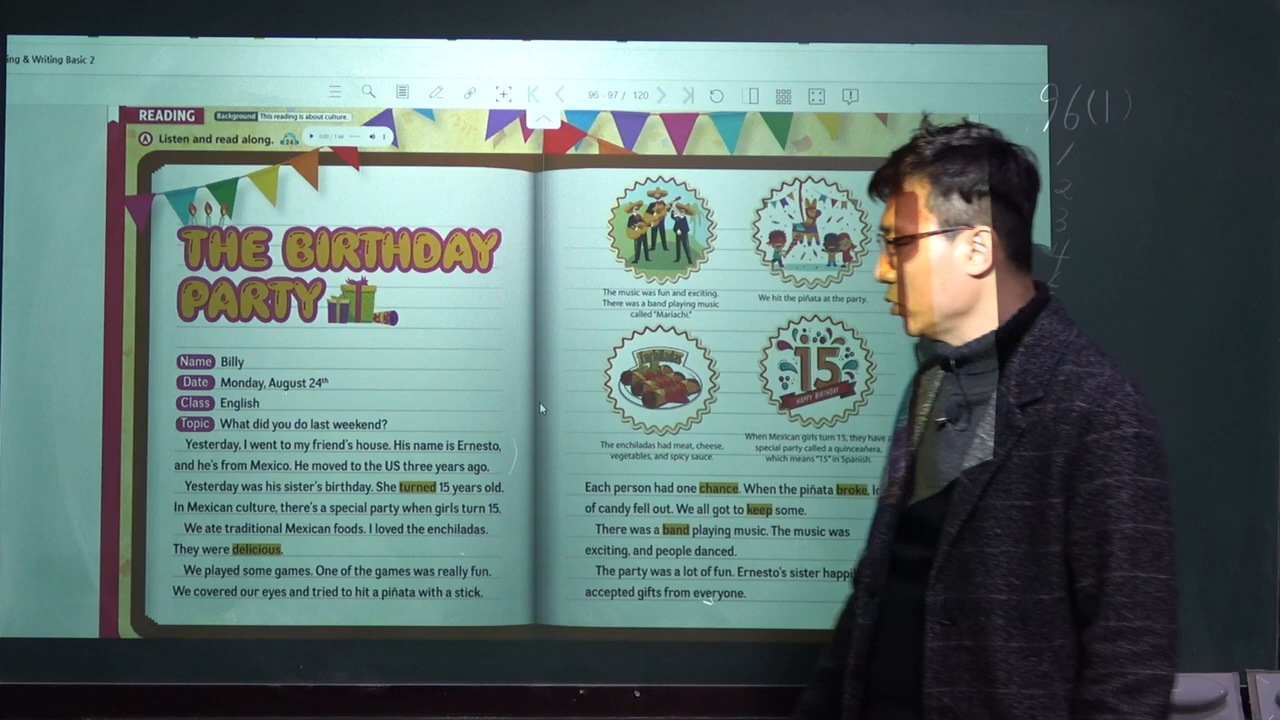 ing & Writing Basic 2
96 - 97 / 120
READING
Background This reading is about culture.
A Listen and read along.
THE BIRTHDAY
PARTY
Name Billy
Date Monday, August 24th
Class English
Topic What did you do last weekend?
Yesterday, I went to my friend's house. His name is Ernesto,
and he's from Mexico. He moved to the US three years ago.
Yesterday was his sister's birthday. She turned 15 years old.
In Mexican culture, there's a special party when girls turn 15.
We ate traditional Mexican foods. I loved the enchiladas.
They were delicious.
We played some games. One of the games was really fun.
We covered our eyes and tried to hit a piñata with a stick.
The music was fun and exciting.
There was a band playing music
called "Mariachi."
We hit the piñata at the party.
The enchiladas had meat, cheese,
vegetables, and spicy sauce.
15
HAPPY BIRTHDAY
When Mexican girls turn 15, they have a
special party called a quinceañera,
which means "15" in Spanish.
Each person had one chance. When the piñata broke, lo
of candy fell out. We all got to keep some.
There was a band playing music. The music was
exciting, and people danced.
The party was a lot of fun. Ernesto's sister happi
accepted gifts from everyone.
96(1)
1.
2
3
4